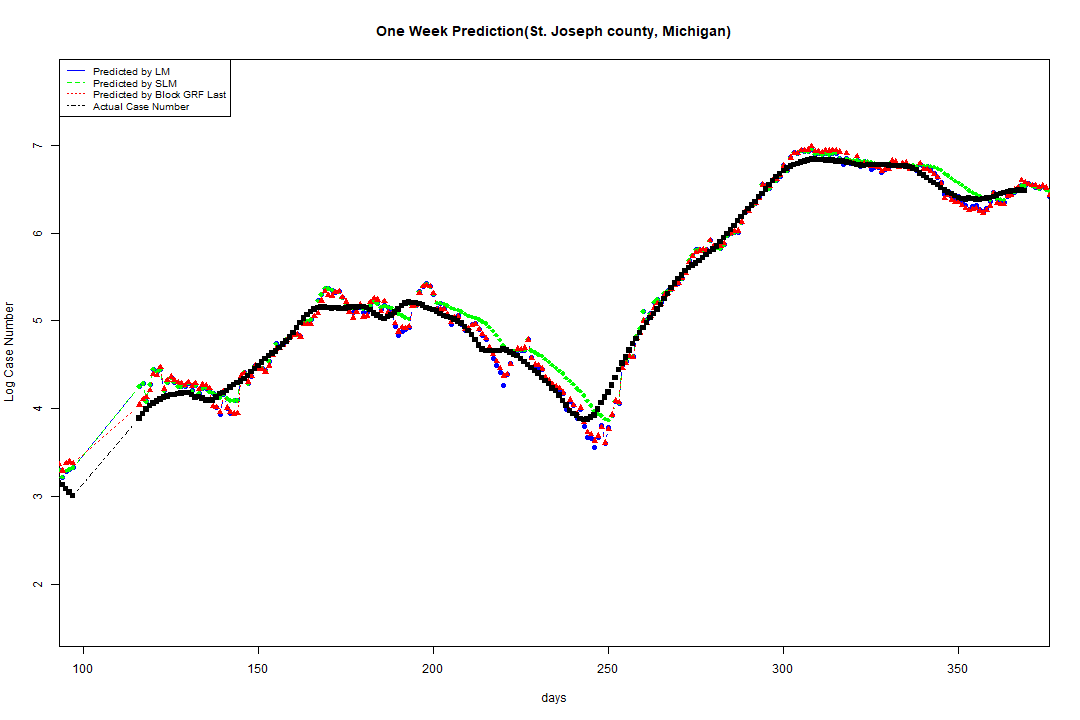 One Week Prediction(St. Joseph county, Michigan)
Predicted by LM
Predicted by SLM
Predicted by Block GRF Last
Actual Case Number
7
6
5
4
3
2
Log Case Number
100 150 200 250 300 350
days